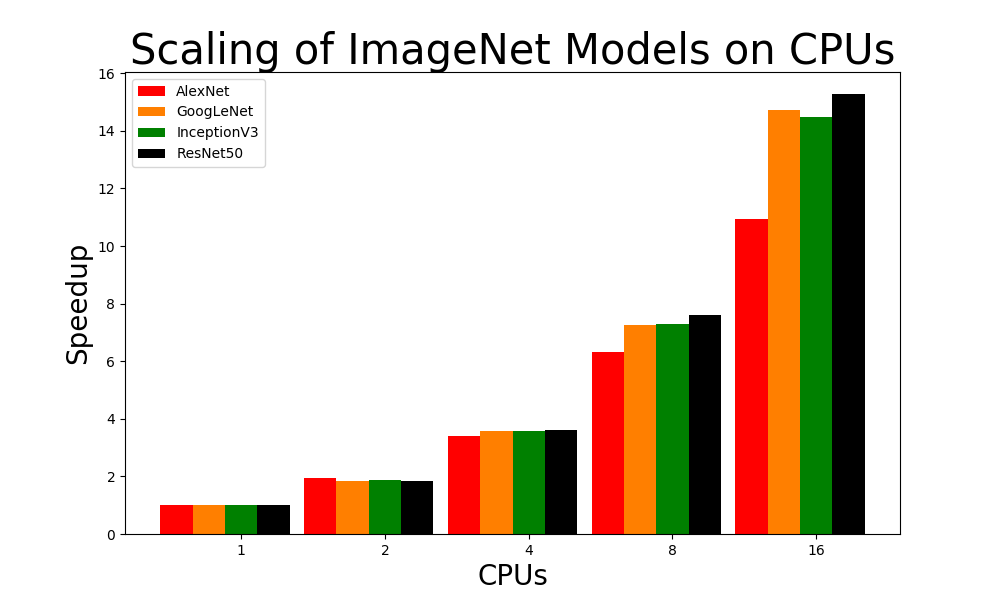 Scaling of ImageNet Models on CPUs
16
14
12
10
8
6
4
2
0
Speedup
AlexNet
GoogLeNet
InceptionV3
ResNet50
1 2 4 8 16
CPUs